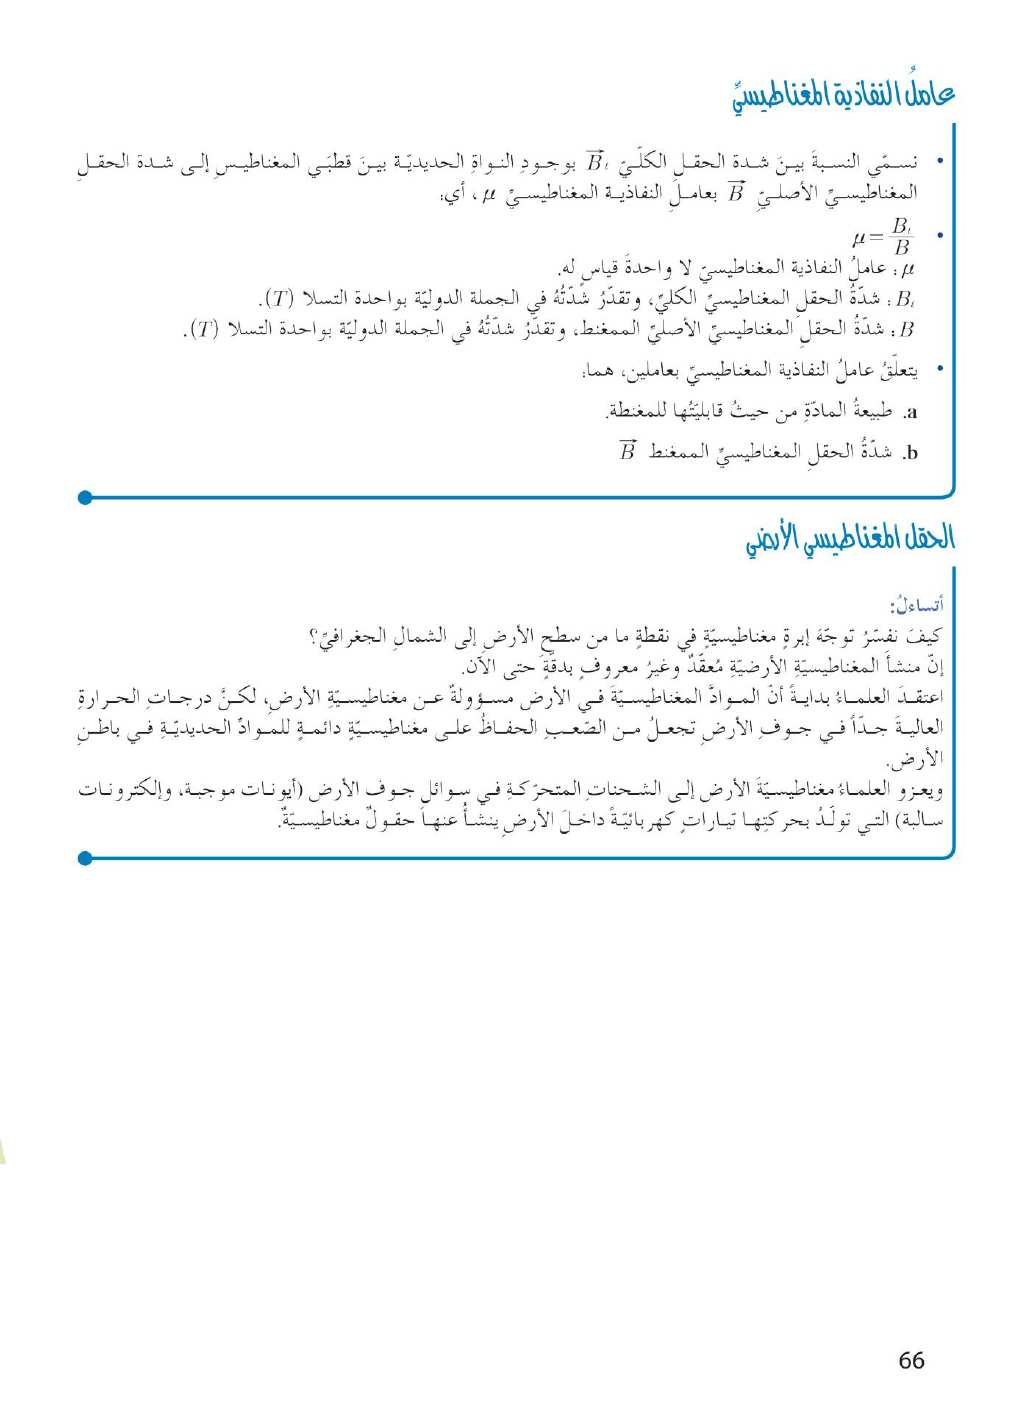 عاملُ النفاذية المغناطيسيِّ
• نسمّي النسبةَ بينَ شدة الحقلِ الكلّيّ $\vec{B}_t$ بوجودِ النواةِ الحديديّة بينَ قطبَي المغناطيسِ إلى شدة الحقلِ
المغناطيسيِّ الأصليّ $\vec{B}$ بعاملِ النفاذية المغناطيسيِّ μ ، أي:
• $\mu = \frac{B_t}{B}$
μ : عاملُ النفاذية المغناطيسيّ لا واحدةَ قياسٍ له.
$B_t$ : شدّةُ الحقلِ المغناطيسيِّ الكليِّ، وتقدّرُ شدّتُهُ في الجملة الدوليّة بواحدة التسلا (T).
B : شدّةُ الحقلِ المغناطيسيِّ الأصليِّ الممغنط، وتقدّرُ شدّتُهُ في الجملة الدوليّة بواحدة التسلا (T).
• يتعلّقُ عاملُ النفاذية المغناطيسيِّ بعاملين، هما:
a. طبيعةُ المادّةِ من حيثُ قابليّتُها للمغنطة.
b. شدّةُ الحقلِ المغناطيسيِّ الممغنط $\vec{B}$
الحقل المغناطيسي الأرضي
أتساءلُ:
كيفَ نفسّرُ توجّهَ إبرةٍ مغناطيسيّةٍ في نقطةٍ ما من سطحِ الأرضِ إلى الشمالِ الجغرافيِّ؟
إنّ منشأَ المغناطيسيّةِ الأرضيّةِ مُعقّدٌ وغيرُ معروفٍ بدقّةٍ حتى الآن.
اعتقدَ العلماءُ بدايةً أنّ الموادَّ المغناطيسيّةَ في الأرض مسؤولةٌ عن مغناطيسيّةِ الأرضِ، لكنَّ درجاتِ الحرارةِ
العاليةَ جدّاً في جوفِ الأرضِ تجعلُ من الصّعبِ الحفاظُ على مغناطيسيّةٍ دائمةٍ للموادِّ الحديديّةِ في باطنِ
الأرض.
ويعزو العلماءُ مغناطيسيّةَ الأرض إلى الشحناتِ المتحرّكةِ في سوائلِ جوف الأرض (أيونات موجبة، وإلكترونات
سالبة) التي تولّدُ بحركتِها تياراتٍ كهربائيّةً داخلَ الأرضِ ينشأُ عنها حقولٌ مغناطيسيّةٌ.
66